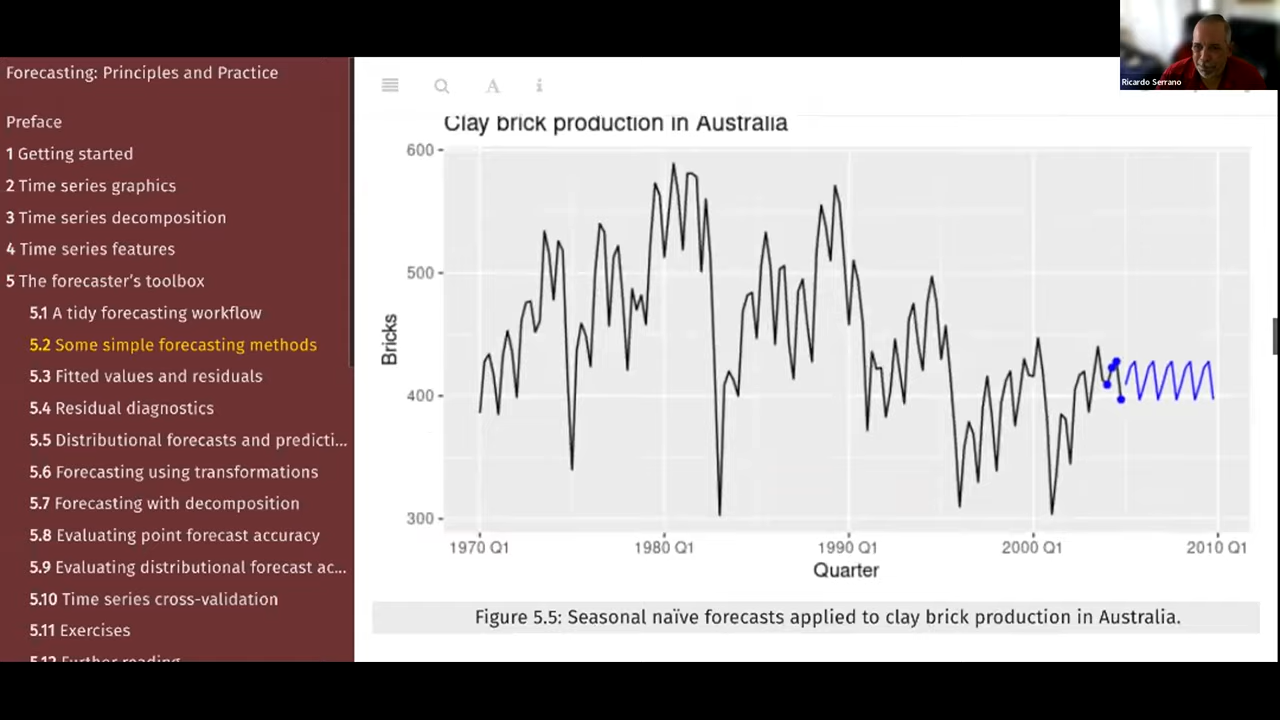 Ricardo Serrano
Forecasting: Principles and Practice
Preface
1 Getting started
2 Time series graphics
3 Time series decomposition
4 Time series features
5 The forecaster's toolbox
5.1 A tidy forecasting workflow
5.2 Some simple forecasting methods
5.3 Fitted values and residuals
5.4 Residual diagnostics
5.5 Distributional forecasts and predicti...
5.6 Forecasting using transformations
5.7 Forecasting with decomposition
5.8 Evaluating point forecast accuracy
5.9 Evaluating distributional forecast ac...
5.10 Time series cross-validation
5.11 Exercises
5.12 Further reading
Clay brick production in Australia
600
500
400
300
Bricks
1970 Q1 1980 Q1 1990 Q1 2000 Q1 2010 Q1
Quarter
Figure 5.5: Seasonal naïve forecasts applied to clay brick production in Australia.